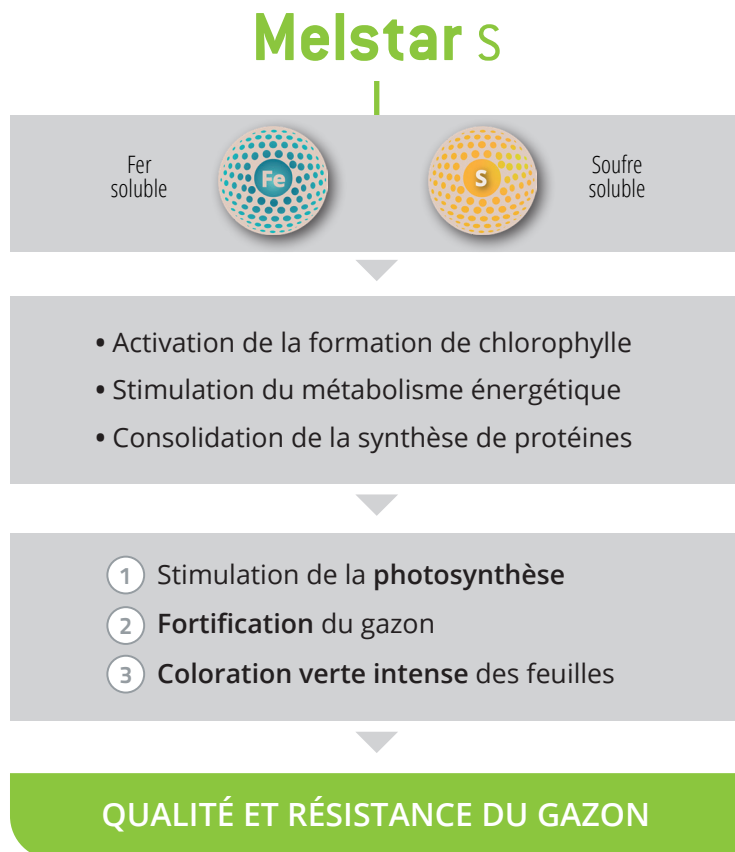 Melstar S
Fer
soluble
Fe
S
Soufre
soluble
• Activation de la formation de chlorophylle
• Stimulation du métabolisme énergétique
• Consolidation de la synthèse de protéines
1 Stimulation de la photosynthèse
2 Fortification du gazon
3 Coloration verte intense des feuilles
QUALITÉ ET RÉSISTANCE DU GAZON